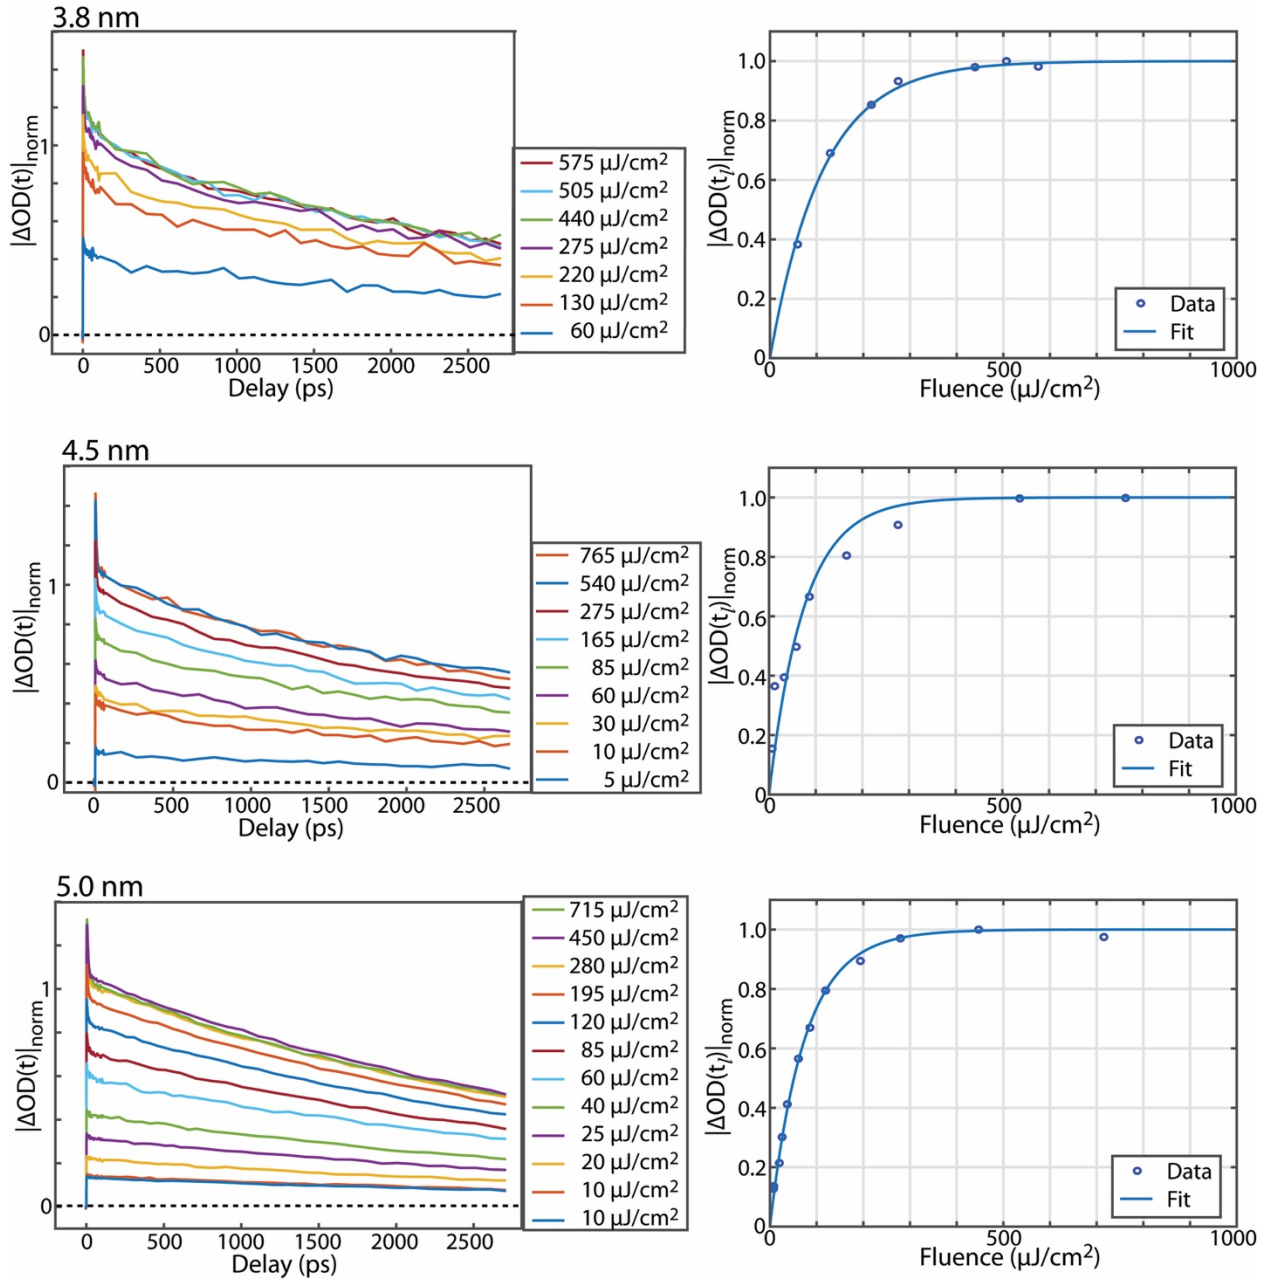 3.8 nm
|ΔOD(t)|norm
1
0
0 500 1000 1500 2000 2500
Delay (ps)
575 µJ/cm2
505 µJ/cm2
440 µJ/cm2
275 µJ/cm2
220 µJ/cm2
130 µJ/cm2
60 µJ/cm2
|ΔOD(tl)|norm
1.0
0.8
0.6
0.4
0.2
0
0 500 1000
Fluence (µJ/cm2)
Data
Fit
4.5 nm
|ΔOD(t)|norm
1
0
0 500 1000 1500 2000 2500
Delay (ps)
765 µJ/cm2
540 µJ/cm2
275 µJ/cm2
165 µJ/cm2
85 µJ/cm2
60 µJ/cm2
30 µJ/cm2
10 µJ/cm2
5 µJ/cm2
|ΔOD(tl)|norm
1.0
0.8
0.6
0.4
0.2
0
0 500 1000
Fluence (µJ/cm2)
Data
Fit
5.0 nm
|ΔOD(t)|norm
1
0
0 500 1000 1500 2000 2500
Delay (ps)
715 µJ/cm2
450 µJ/cm2
280 µJ/cm2
195 µJ/cm2
120 µJ/cm2
85 µJ/cm2
60 µJ/cm2
40 µJ/cm2
25 µJ/cm2
20 µJ/cm2
10 µJ/cm2
10 µJ/cm2
|ΔOD(tl)|norm
1.0
0.8
0.6
0.4
0.2
0
0 500 1000
Fluence (µJ/cm2)
Data
Fit